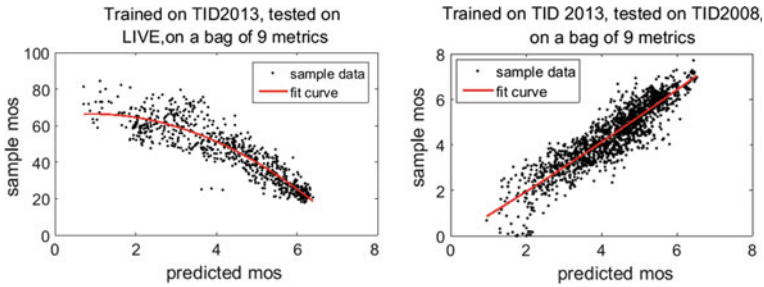 Trained on TID2013, tested on
LIVE,on a bag of 9 metrics
100
80
60
40
20
0
sample mos
sample data
fit curve
0 2 4 6 8
predicted mos
Trained on TID 2013, tested on TID2008,
on a bag of 9 metrics
8
6
4
2
0
sample mos
sample data
fit curve
0 2 4 6 8
predicted mos